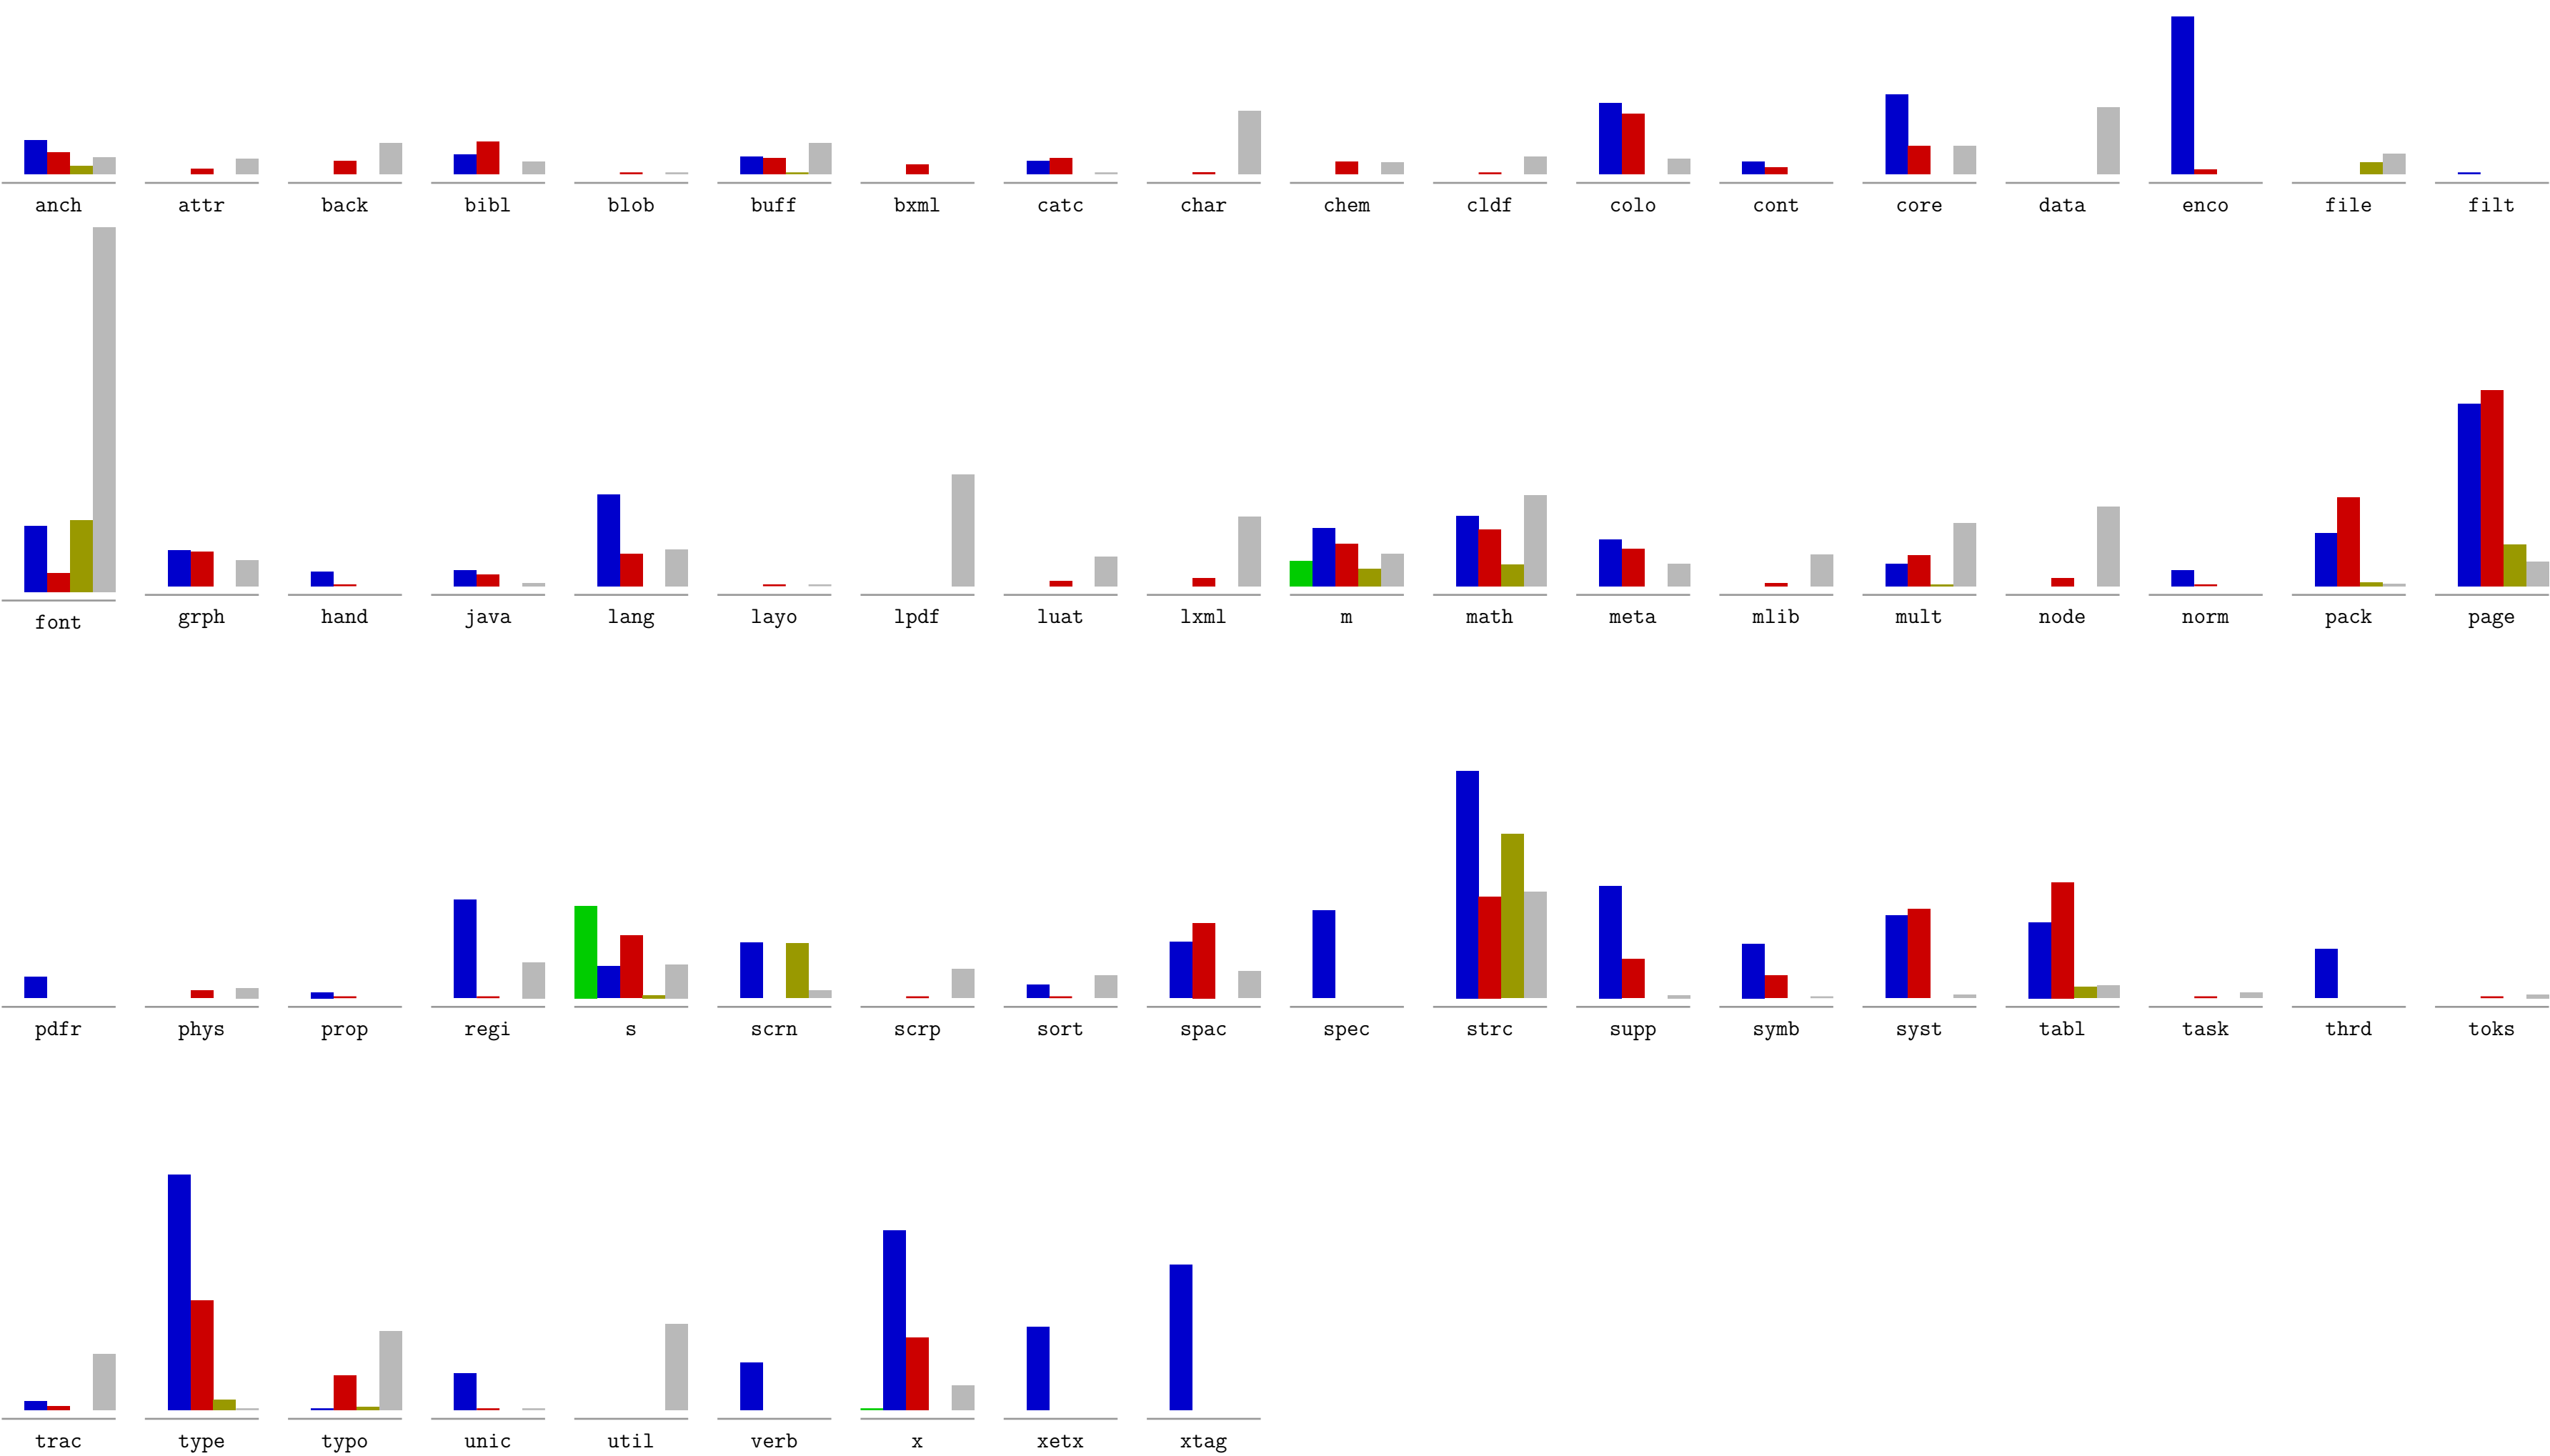 anch attr back bibl blob buff bxml catc char chem cldf colo cont core data enco file filt
font grph hand java lang layo lpdf luat lxml m math meta mlib mult node norm pack page
pdfr phys prop regi s scrn scrp sort spac spec strc supp symb syst tabl task thrd toks
trac type typo unic util verb x xetx xtag